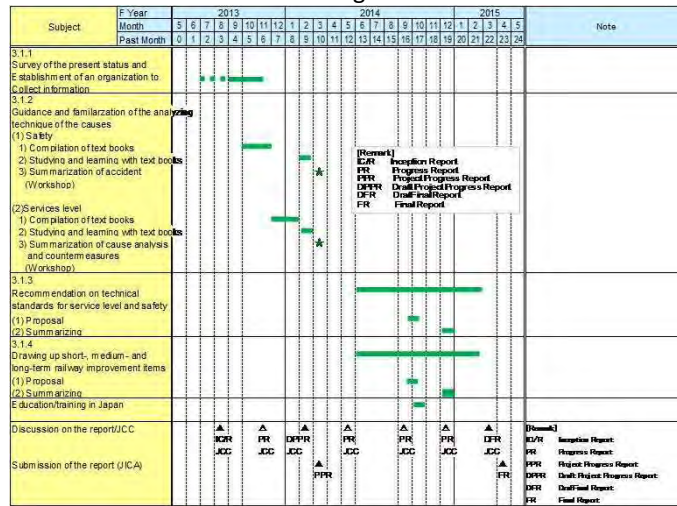 Subject F Year 2013 2014 2015 Note
Month 5 6 7 8 9 10 11 12 1 2 3 4 5 6 7 8 9 10 11 12 1 2 3 4 5
Past Month 0 1 2 3 4 5 6 7 8 9 10 11 12 13 14 15 16 17 18 19 20 21 22 23 24
3.1.1
Survey of the present status and
Establishment of an organization to
Collect information
3.1.2
Guidance and familarzation of the analyzing
technique of the causes
(1) Safety
1) Compilation of text books
2) Studying and learning with text books
3) Summarization of accident
(Workshop)
[Remark]
IC/R Inception Report
PR Progress Report
PPR Project Progress Report
DPPR Draft Project Progress Report
DFR Draft Final Report
FR Final Report
(2)Services level
1) Compilation of text books
2) Studying and learning with text books
3) Summarization of cause analysis
and countermeasures
(Workshop)
3.1.3
Recommendation on technical
standards for service level and safety
(1) Proposal
(2) Summarizing
3.1.4
Drawing up short-, medium- and
long-term railway improvement items
(1) Proposal
(2) Summarizing
Education/training in Japan
Discussion on the report/JCC
IC/R PR DPPR PR PR PR DFR
JCC JCC JCC JCC JCC JCC JCC
Submission of the report (JICA)
PPR FR
[Remark]
IC/R Inception Report
PR Progress Report
PPR Project Progress Report
DPPR Draft Project Progress Report
DFR Draft Final Report
FR Final Report